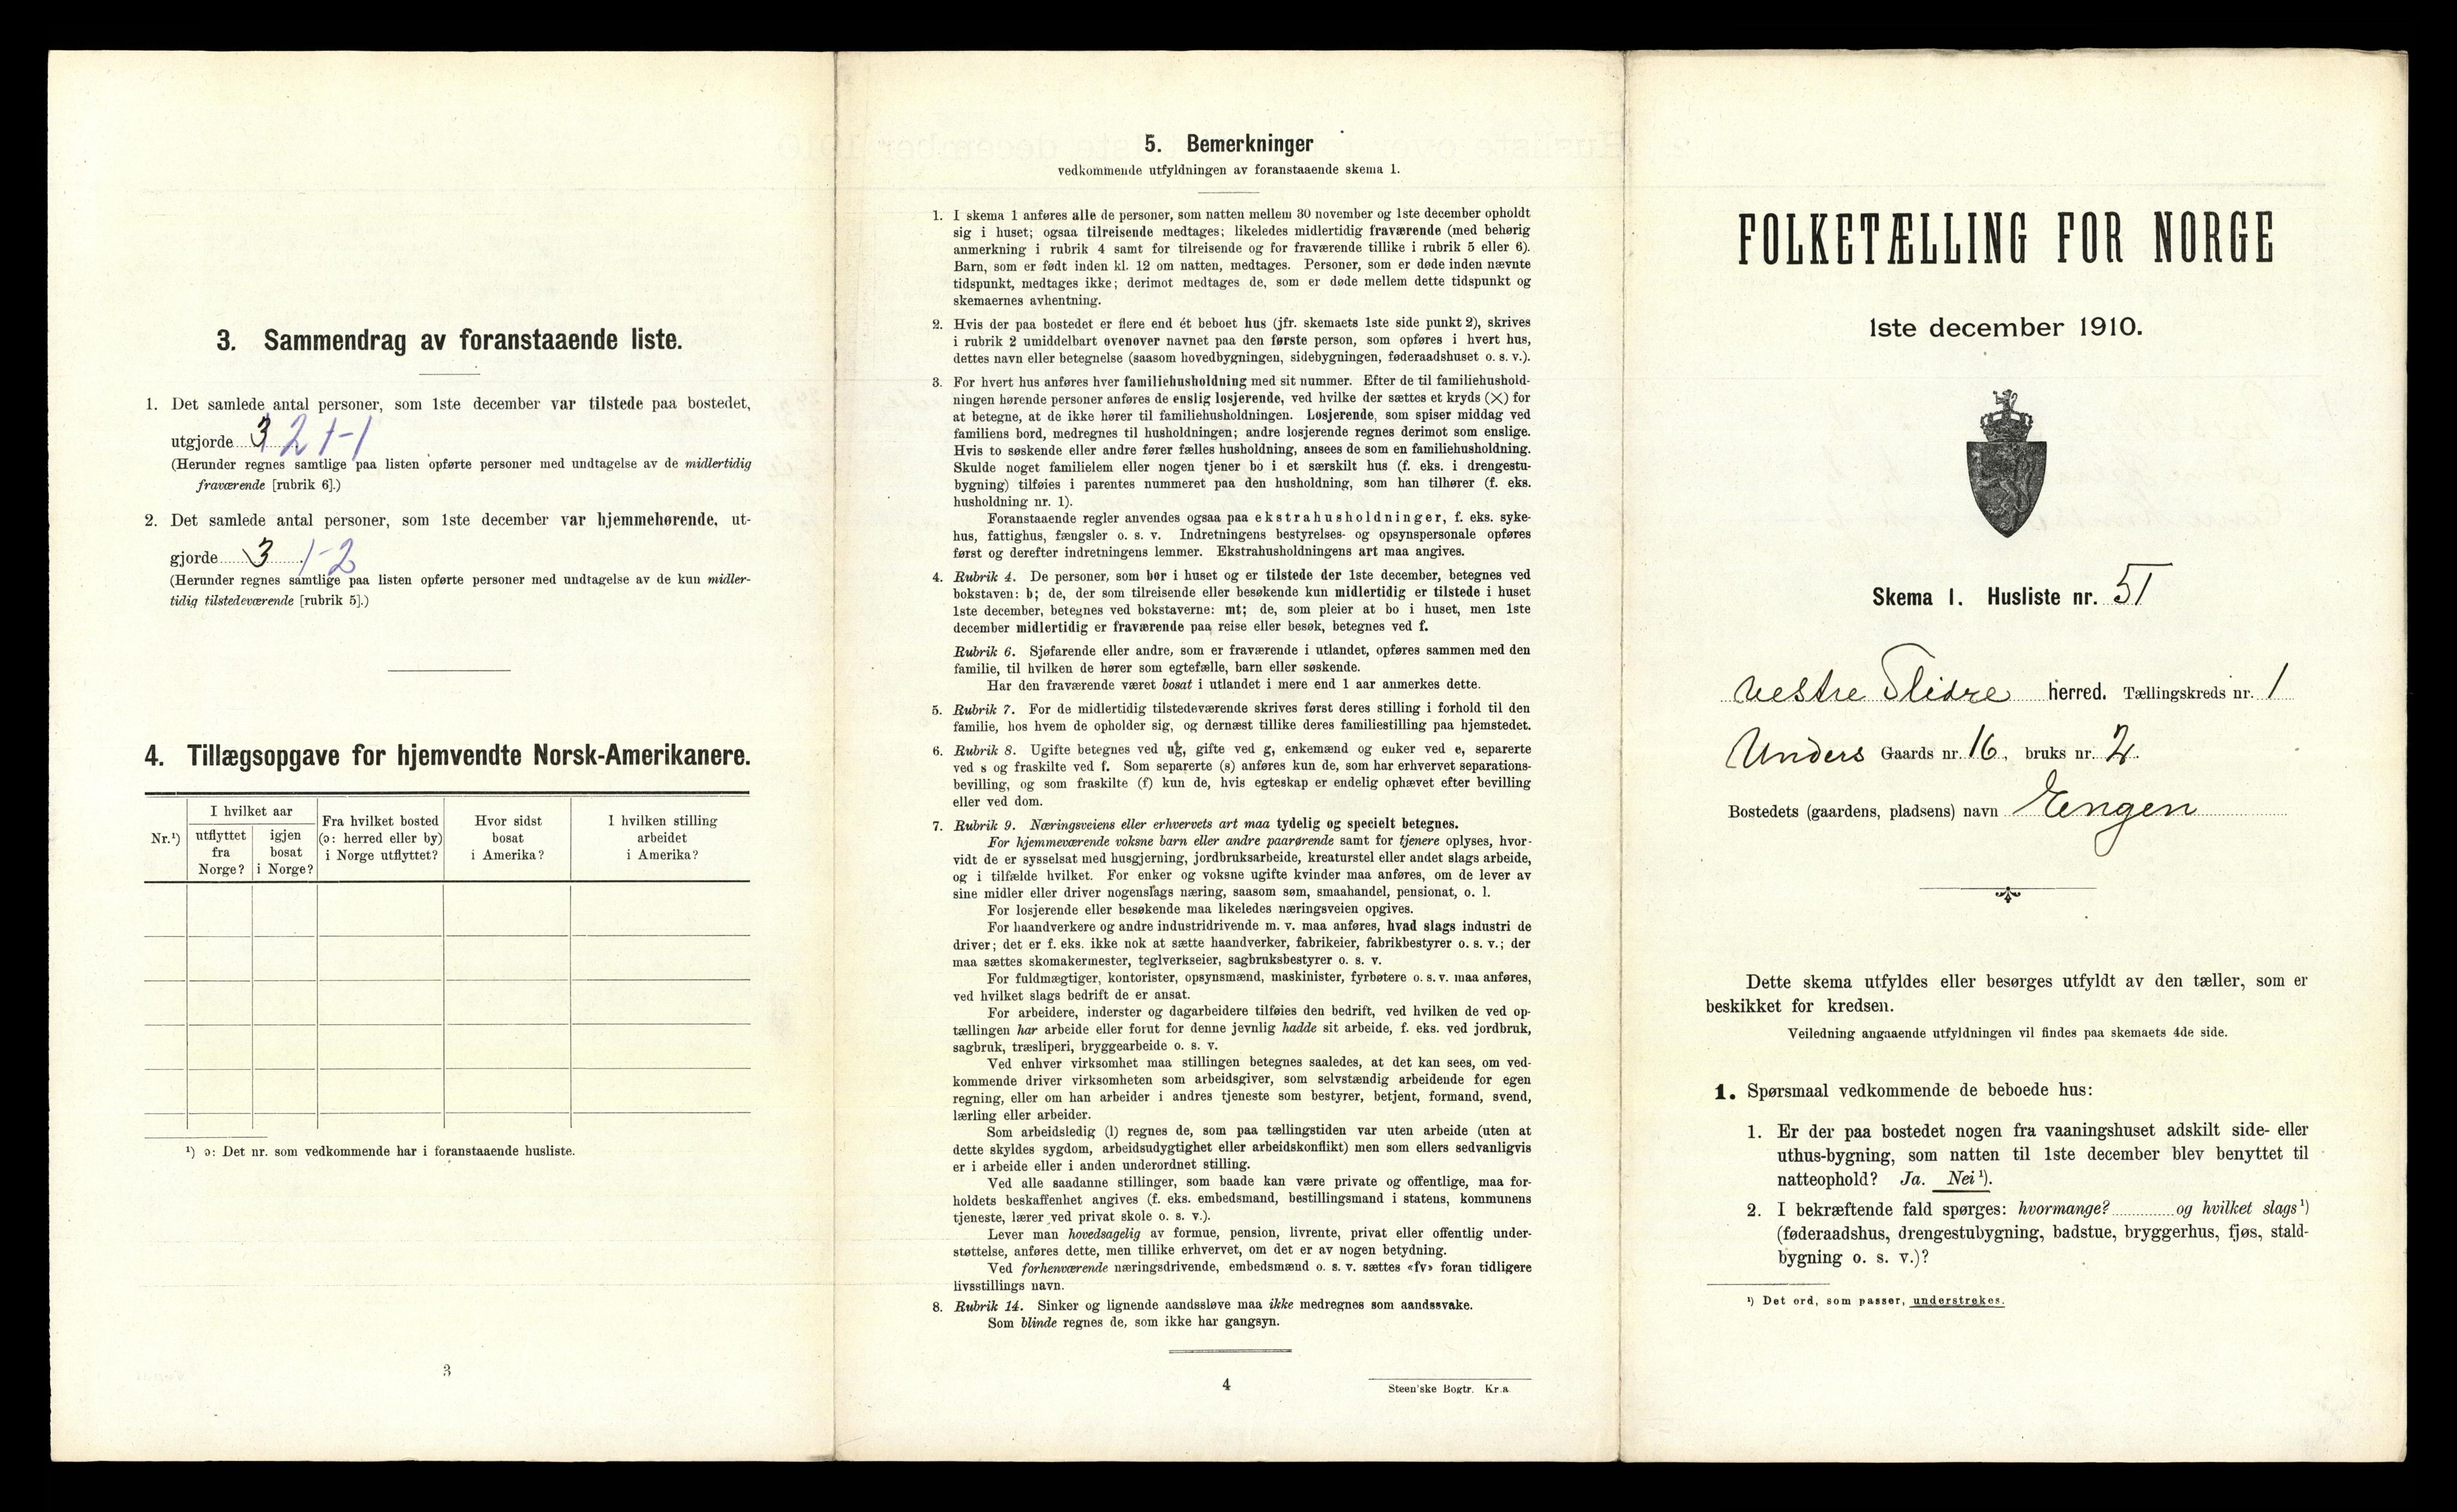 3. Sammendrag av foranstaaende liste.
1. Det samlede antal personer, som 1ste december var tilstede paa bostedet,
utgjorde 3 2 1-1
(Herunder regnes samtlige paa listen opførte personer med undtagelse av de midlertidig
fraværende [rubrik 6].)
2. Det samlede antal personer, som 1ste december var hjemmehørende, ut-
gjorde 3 1-2
(Herunder regnes samtlige paa listen opførte personer med undtagelse av de kun midler-
tidig tilstedeværende [rubrik 5].)
4. Tillægsopgave for hjemvendte Norsk-Amerikanere.
Nr.¹)
I hvilket aar
utflyttet
fra
Norge?
igjen
bosat
i Norge?
Fra hvilket bosted
(ɔ: herred eller by)
i Norge utflyttet?
Hvor sidst
bosat
i Amerika?
I hvilken stilling
arbeidet
i Amerika?
¹) ɔ: Det nr. som vedkommende har i foranstaaende husliste.
3
5. Bemerkninger
vedkommende utfyldningen av foranstaaende skema 1.
1. I skema 1 anføres alle de personer, som natten mellem 30 november og 1ste december opholdt
sig i huset; ogsaa tilreisende medtages; likeledes midlertidig fraværende (med behørig
anmerkning i rubrik 4 samt for tilreisende og for fraværende tillike i rubrik 5 eller 6).
Barn, som er født inden kl. 12 om natten, medtages. Personer, som er døde inden nævnte
tidspunkt, medtages ikke; derimot medtages de, som er døde mellem dette tidspunkt og
skemaernes avhentning.
2. Hvis der paa bostedet er flere end ét beboet hus (jfr. skemaets 1ste side punkt 2), skrives
i rubrik 2 umiddelbart ovenover navnet paa den første person, som opføres i hvert hus,
dettes navn eller betegnelse (saasom hovedbygningen, sidebygningen, føderaadshuset o. s. v.).
3. For hvert hus anføres hver familiehusholdning med sit nummer. Efter de til familiehushold-
ningen hørende personer anføres de enslig losjerende, ved hvilke der sættes et kryds (×) for
at betegne, at de ikke hører til familiehusholdningen. Losjerende, som spiser middag ved
familiens bord, medregnes til husholdningen; andre losjerende regnes derimot som enslige.
Hvis to søskende eller andre fører fælles husholdning, ansees de som en familiehusholdning.
Skulde noget familielem eller nogen tjener bo i et særskilt hus (f. eks. i drengestu-
bygning) tilføies i parentes nummeret paa den husholdning, som han tilhører (f. eks.
husholdning nr. 1).
Foranstaaende regler anvendes ogsaa paa ekstrahusholdninger, f. eks. syke-
hus, fattighus, fængsler o. s. v. Indretningens bestyrelses- og opsynspersonale opføres
først og derefter indretningens lemmer. Ekstrahusholdningens art maa angives.
4. Rubrik 4. De personer, som bor i huset og er tilstede der 1ste december, betegnes ved
bokstaven: b; de, der som tilreisende eller besøkende kun midlertidig er tilstede i huset
1ste december, betegnes ved bokstaverne: mt; de, som pleier at bo i huset, men 1ste
december midlertidig er fraværende paa reise eller besøk, betegnes ved f.
Rubrik 6. Sjøfarende eller andre, som er fraværende i utlandet, opføres sammen med den
familie, til hvilken de hører som egtefælle, barn eller søskende.
Har den fraværende været bosat i utlandet i mere end 1 aar anmerkes dette.
5. Rubrik 7. For de midlertidig tilstedeværende skrives først deres stilling i forhold til den
familie, hos hvem de opholder sig, og dernæst tillike deres familiestilling paa hjemstedet.
6. Rubrik 8. Ugifte betegnes ved ug, gifte ved g, enkemænd og enker ved e, separerte
ved s og fraskilte ved f. Som separerte (s) anføres kun de, som har erhvervet separations-
bevilling, og som fraskilte (f) kun de, hvis egteskap er endelig ophævet efter bevilling
eller ved dom.
7. Rubrik 9. Næringsveiens eller erhvervets art maa tydelig og specielt betegnes.
For hjemmeværende voksne barn eller andre paarørende samt for tjenere oplyses, hvor-
vidt de er sysselsat med husgjerning, jordbruksarbeide, kreaturstel eller andet slags arbeide,
og i tilfælde hvilket. For enker og voksne ugifte kvinder maa anføres, om de lever av
sine midler eller driver nogenslags næring, saasom søm, smaahandel, pensionat, o. l.
For losjerende eller besøkende maa likeledes næringsveien opgives.
For haandverkere og andre industridrivende m. v. maa anføres, hvad slags industri de
driver; det er f. eks. ikke nok at sætte haandverker, fabrikeier, fabrikbestyrer o. s. v.; der
maa sættes skomakermester, teglverkseier, sagbruksbestyrer o. s. v.
For fuldmægtiger, kontorister, opsynsmænd, maskinister, fyrbøtere o. s. v. maa anføres,
ved hvilket slags bedrift de er ansat.
For arbeidere, inderster og dagarbeidere tilføies den bedrift, ved hvilken de ved op-
tællingen har arbeide eller forut for denne jevnlig hadde sit arbeide, f. eks. ved jordbruk,
sagbruk, træsliperi, bryggearbeide o. s. v.
Ved enhver virksomhet maa stillingen betegnes saaledes, at det kan sees, om ved-
kommende driver virksomheten som arbeidsgiver, som selvstændig arbeidende for egen
regning, eller om han arbeider i andres tjeneste som bestyrer, betjent, formand, svend,
lærling eller arbeider.
Som arbeidsledig (l) regnes de, som paa tællingstiden var uten arbeide (uten at
dette skyldes sygdom, arbeidsudygtighet eller arbeidskonflikt) men som ellers sedvanligvis
er i arbeide eller i anden underordnet stilling.
Ved alle saadanne stillinger, som baade kan være private og offentlige, maa for-
holdets beskaffenhet angives (f. eks. embedsmand, bestillingsmand i statens, kommunens
tjeneste, lærer ved privat skole o. s. v.).
Lever man hovedsagelig av formue, pension, livrente, privat eller offentlig under-
støttelse, anføres dette, men tillike erhvervet, om det er av nogen betydning.
Ved forhenværende næringsdrivende, embedsmænd o. s. v. sættes «fv» foran tidligere
livsstillings navn.
8. Rubrik 14. Sinker og lignende aandssløve maa ikke medregnes som aandssvake.
Som blinde regnes de, som ikke har gangsyn.
4
Steen'ske Bogtr. Kr.a
FOLKETÆLLING FOR NORGE
1ste december 1910.
Skema 1. Husliste nr. 51
Vestre Slidre herred. Tællingskreds nr. 1
Unders Gaards nr. 16, bruks nr. 2.
Bostedets (gaardens, pladsens) navn Engen
Dette skema utfyldes eller besørges utfyldt av den tæller, som er
beskikket for kredsen.
Veiledning angaaende utfyldningen vil findes paa skemaets 4de side.
1. Spørsmaal vedkommende de beboede hus:
1. Er der paa bostedet nogen fra vaaningshuset adskilt side- eller
uthus-bygning, som natten til 1ste december blev benyttet til
natteophold? Ja. Nei¹).
2. I bekræftende fald spørges: hvormange? og hvilket slags¹)
(føderaadshus, drengestubygning, badstue, bryggerhus, fjøs, stald-
bygning o. s. v.)?
¹) Det ord, som passer, understrekes.